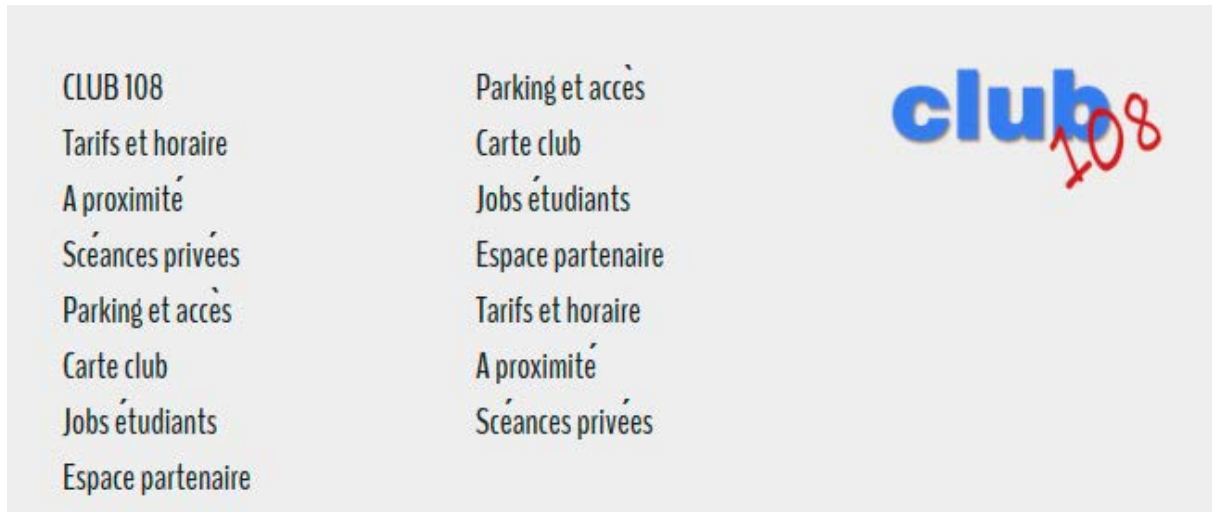 CLUB 108
Tarifs et horaire
A proximité
Scéances privées
Parking et accès
Carte club
Jobs étudiants
Espace partenaire
Parking et accès
Carte club
Jobs étudiants
Espace partenaire
Tarifs et horaire
A proximité
Scéances privées
club
108